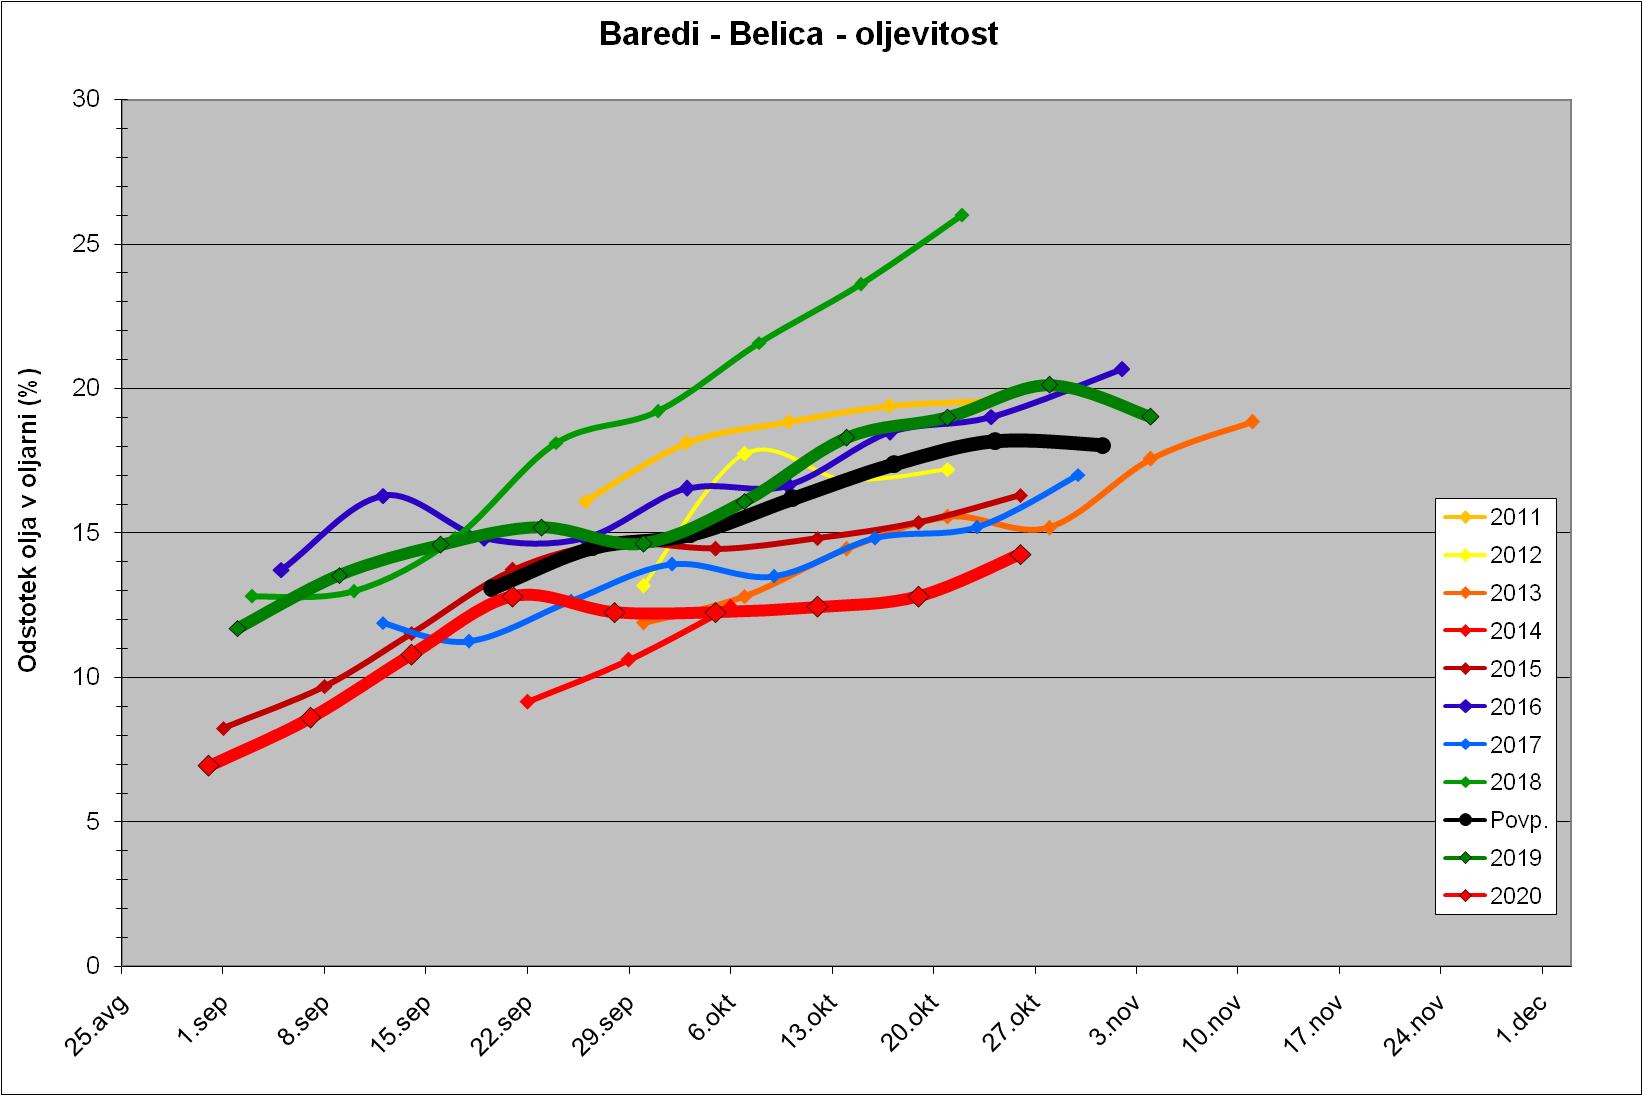 Baredi - Belica - oljevitost
Odstotek olja v oljarni (%)
30
25
20
15
10
5
0
25.avg
1.sep
8.sep
15.sep
22.sep
29.sep
6.okt
13.okt
20.okt
27.okt
3.nov
10.nov
17.nov
24.nov
1.dec
2011
2012
2013
2014
2015
2016
2017
2018
Povp.
2019
2020